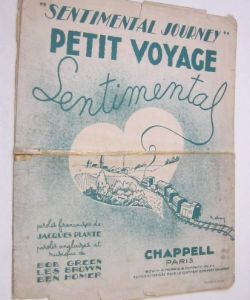 "SENTIMENTAL JOURNEY"
PETIT VOYAGE
Sentimental
paroles françaises de
JACQUES PLANTE
paroles anglaises et
musique de
BOB GREEN
LES BROWN
BEN HOMER
CHAPPELL
PARIS